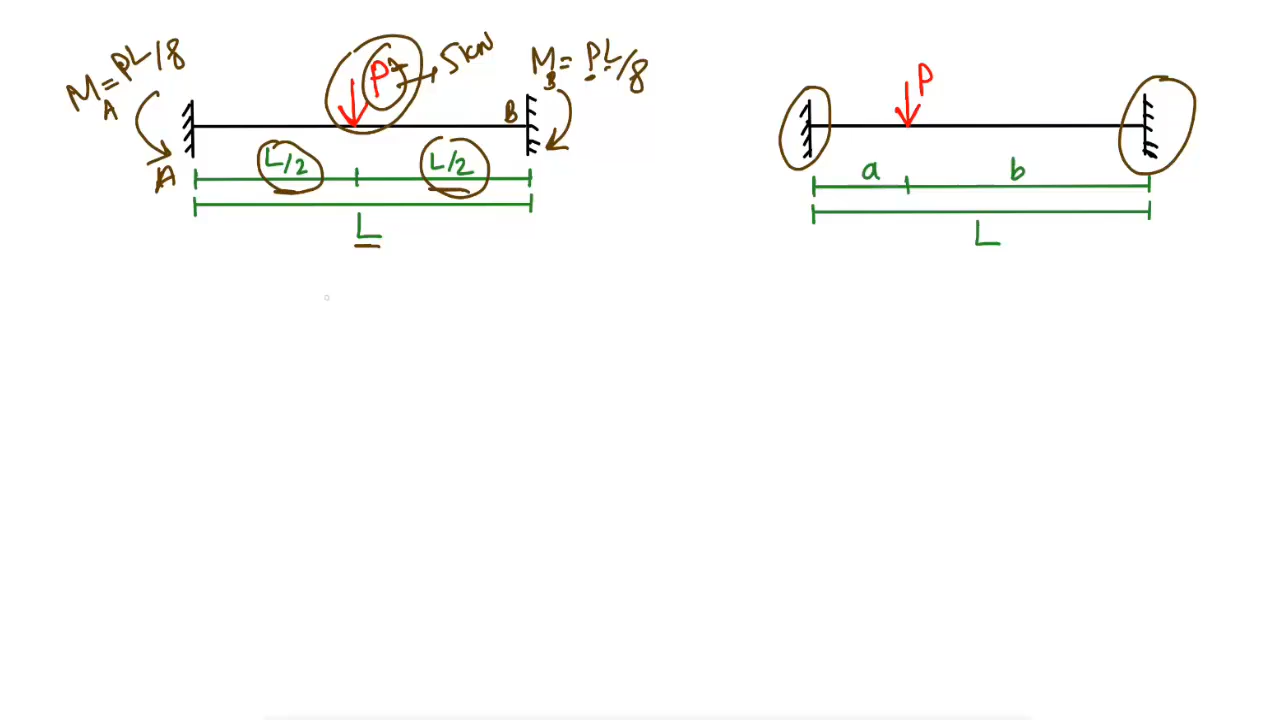 M_A = PL/8
P
5kN
M_B = PL/8
A
B
L/2
L/2
L
P
a
b
L